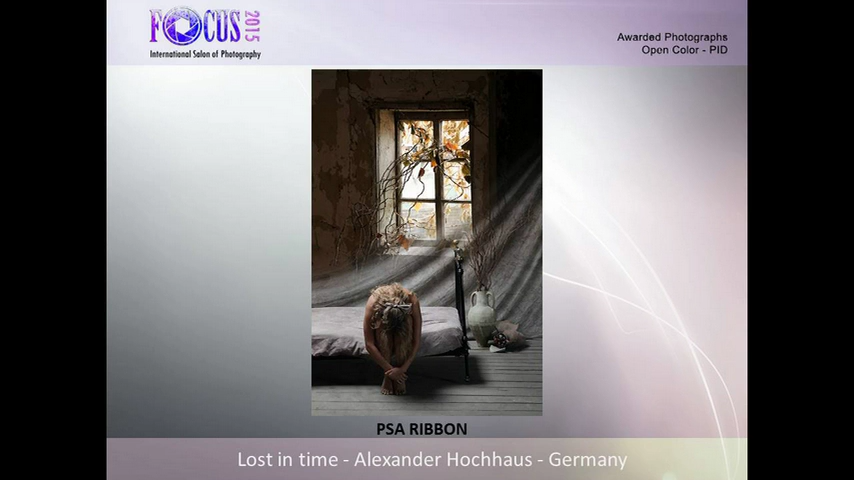 FOCUS 2015
International Salon of Photography
Awarded Photographs
Open Color - PID
PSA RIBBON
Lost in time - Alexander Hochhaus - Germany